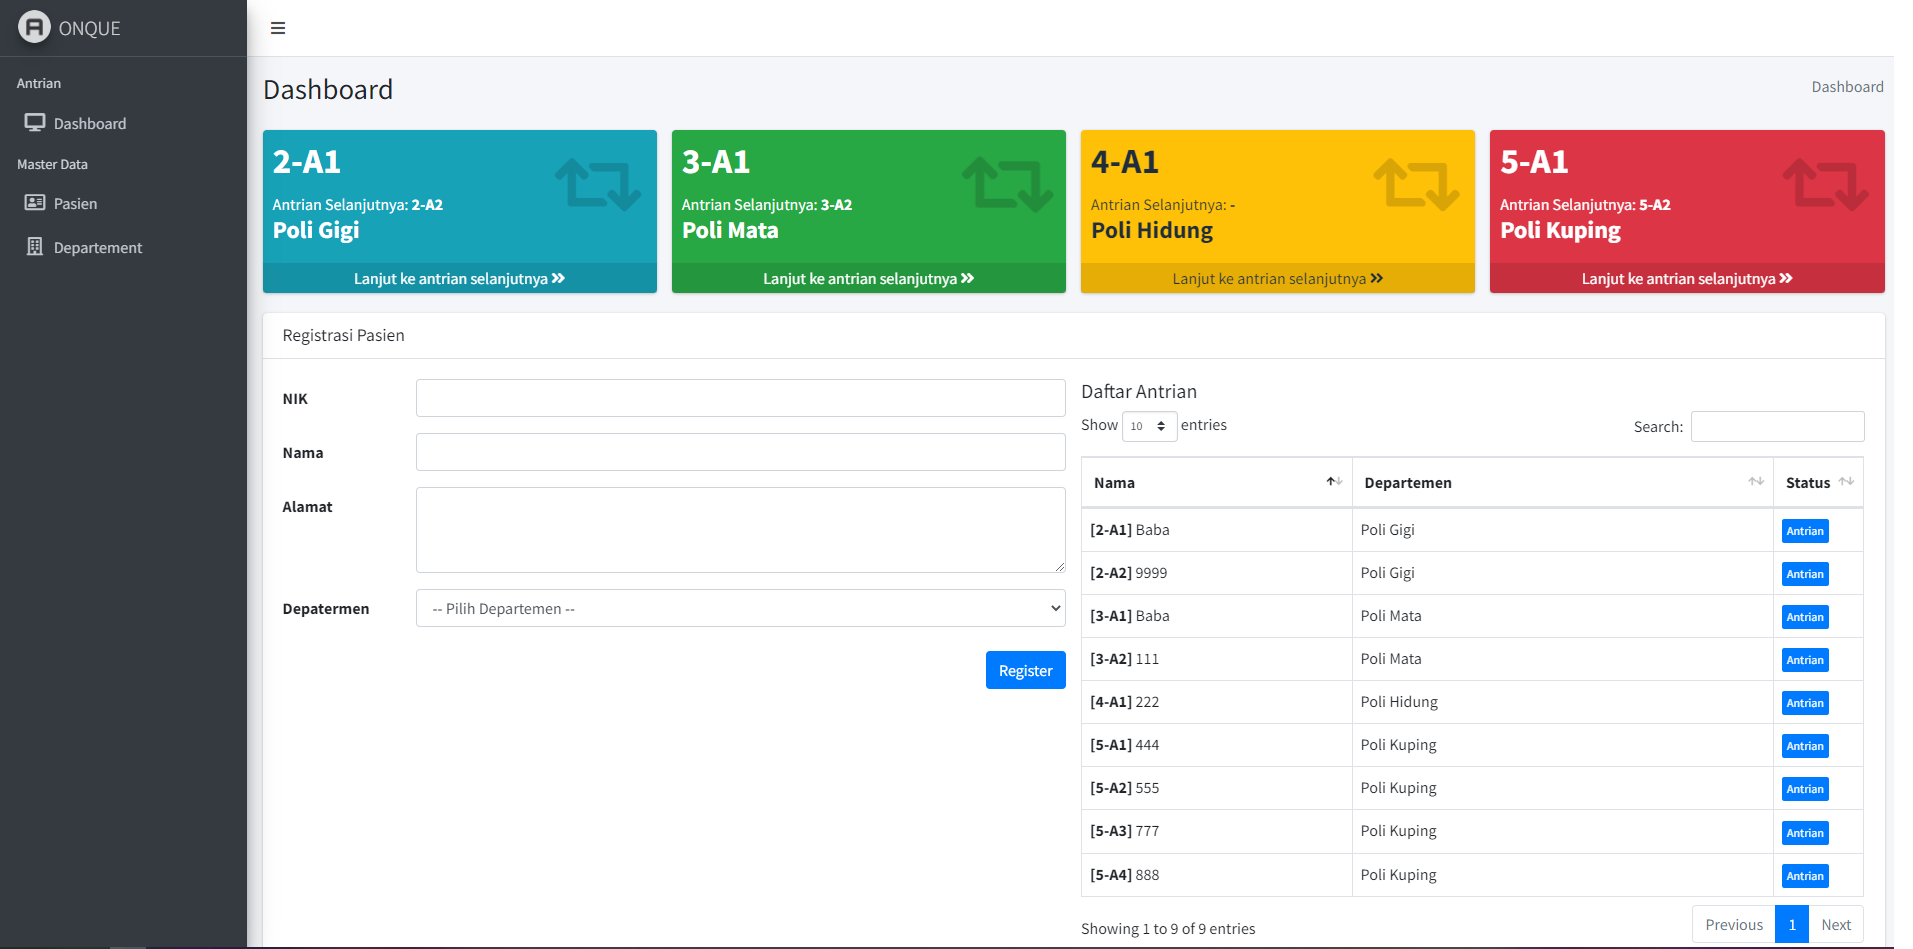 ONQUE
Antrian
Dashboard
Master Data
Pasien
Departement
Dashboard
Dashboard
2-A1
Antrian Selanjutnya: 2-A2
Poli Gigi
Lanjut ke antrian selanjutnya
3-A1
Antrian Selanjutnya: 3-A2
Poli Mata
Lanjut ke antrian selanjutnya
4-A1
Antrian Selanjutnya: -
Poli Hidung
Lanjut ke antrian selanjutnya
5-A1
Antrian Selanjutnya: 5-A2
Poli Kuping
Lanjut ke antrian selanjutnya
Registrasi Pasien
NIK
Nama
Alamat
Depatermen
-- Pilih Departemen --
Register
Daftar Antrian
Show 10 entries
Search:
Nama Departemen Status
[2-A1] Baba Poli Gigi Antrian
[2-A2] 9999 Poli Gigi Antrian
[3-A1] Baba Poli Mata Antrian
[3-A2] 111 Poli Mata Antrian
[4-A1] 222 Poli Hidung Antrian
[5-A1] 444 Poli Kuping Antrian
[5-A2] 555 Poli Kuping Antrian
[5-A3] 777 Poli Kuping Antrian
[5-A4] 888 Poli Kuping Antrian
Showing 1 to 9 of 9 entries
Previous 1 Next